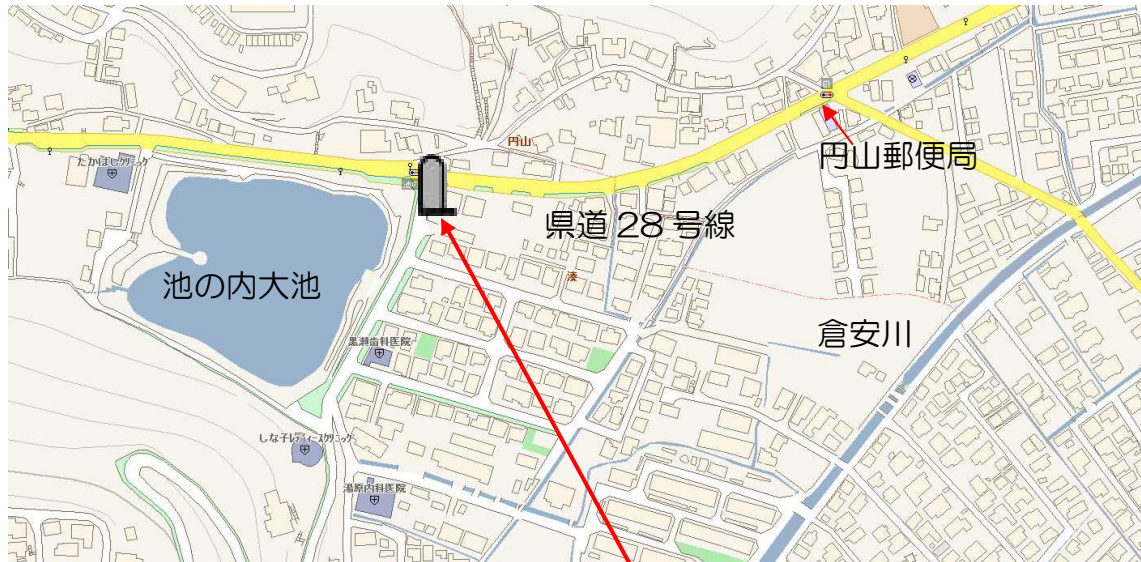 円山
円山郵便局
たかはしクリニック
県道 28 号線
池の内大池
湊
倉安川
黒瀬歯科医院
しな子レディースクリニック
湯原内科医院